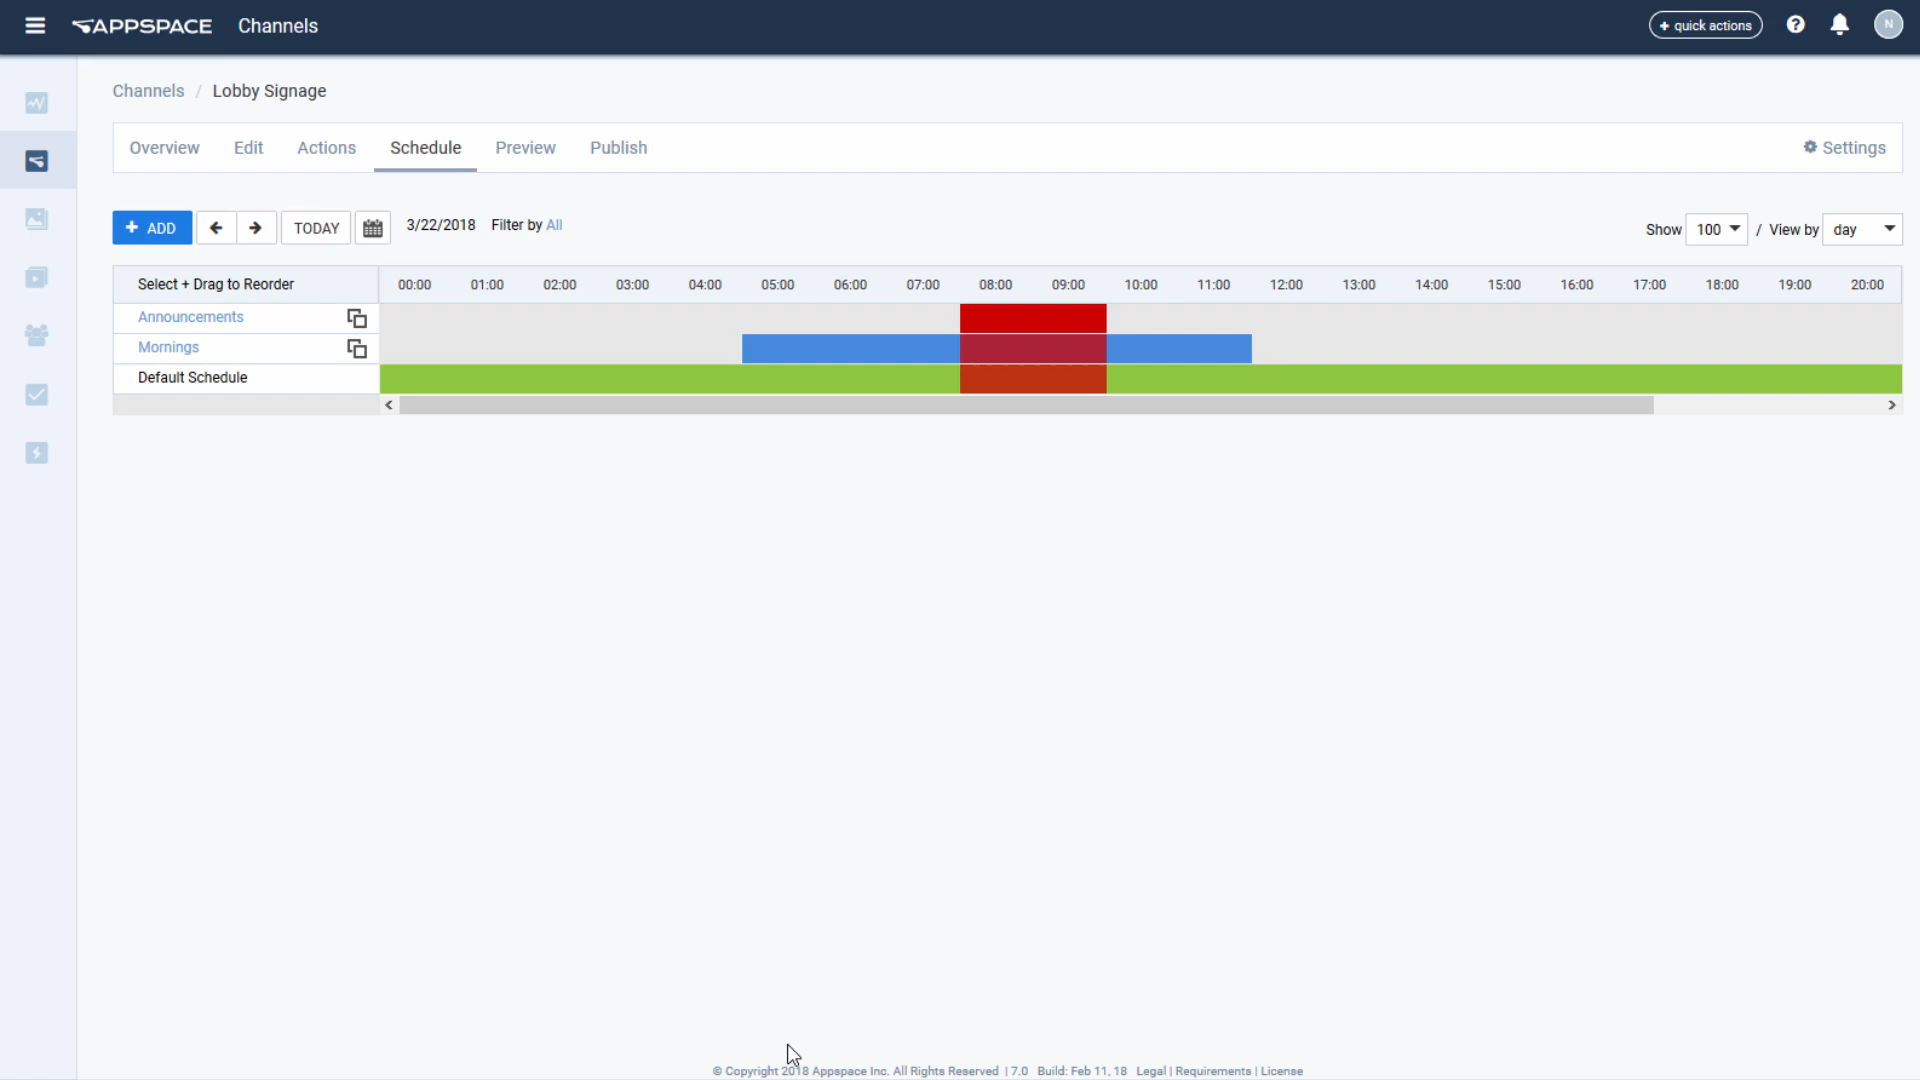 APPSPACE Channels + quick actions ? N
Channels / Lobby Signage
Overview Edit Actions Schedule Preview Publish Settings
+ ADD TODAY 3/22/2018 Filter by All Show 100 / View by day
Select + Drag to Reorder 00:00 01:00 02:00 03:00 04:00 05:00 06:00 07:00 08:00 09:00 10:00 11:00 12:00 13:00 14:00 15:00 16:00 17:00 18:00 19:00 20:00
Announcements
Mornings
Default Schedule
© Copyright 2018 Appspace Inc. All Rights Reserved | 7.0 Build: Feb 11, 18 Legal | Requirements | License